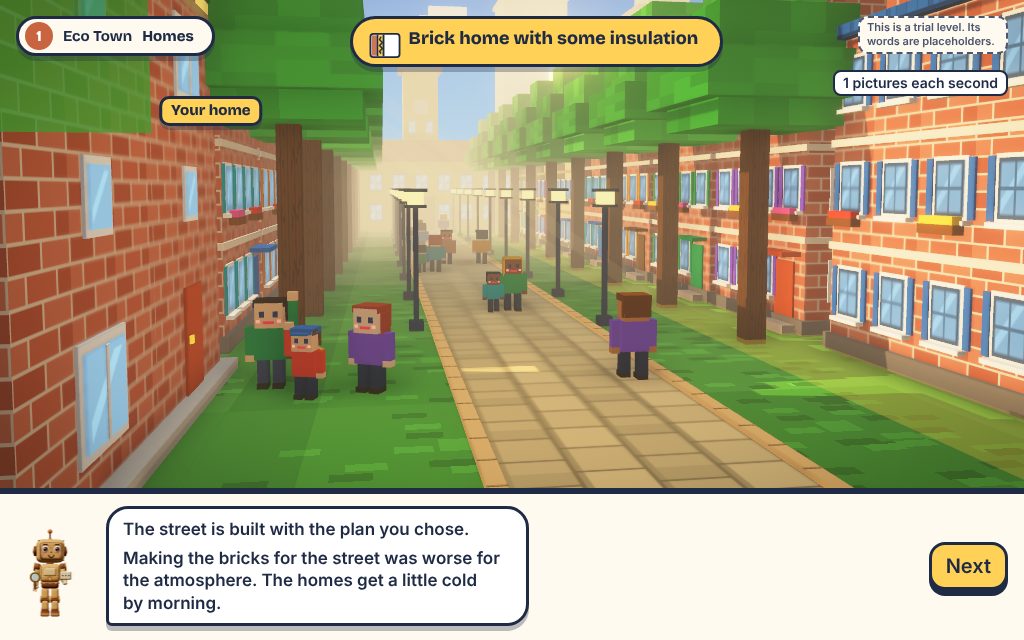 1 Eco Town Homes
Brick home with some insulation
This is a trial level. Its
words are placeholders.
1 pictures each second
Your home
The street is built with the plan you chose.
Making the bricks for the street was worse for
the atmosphere. The homes get a little cold
by morning.
Next